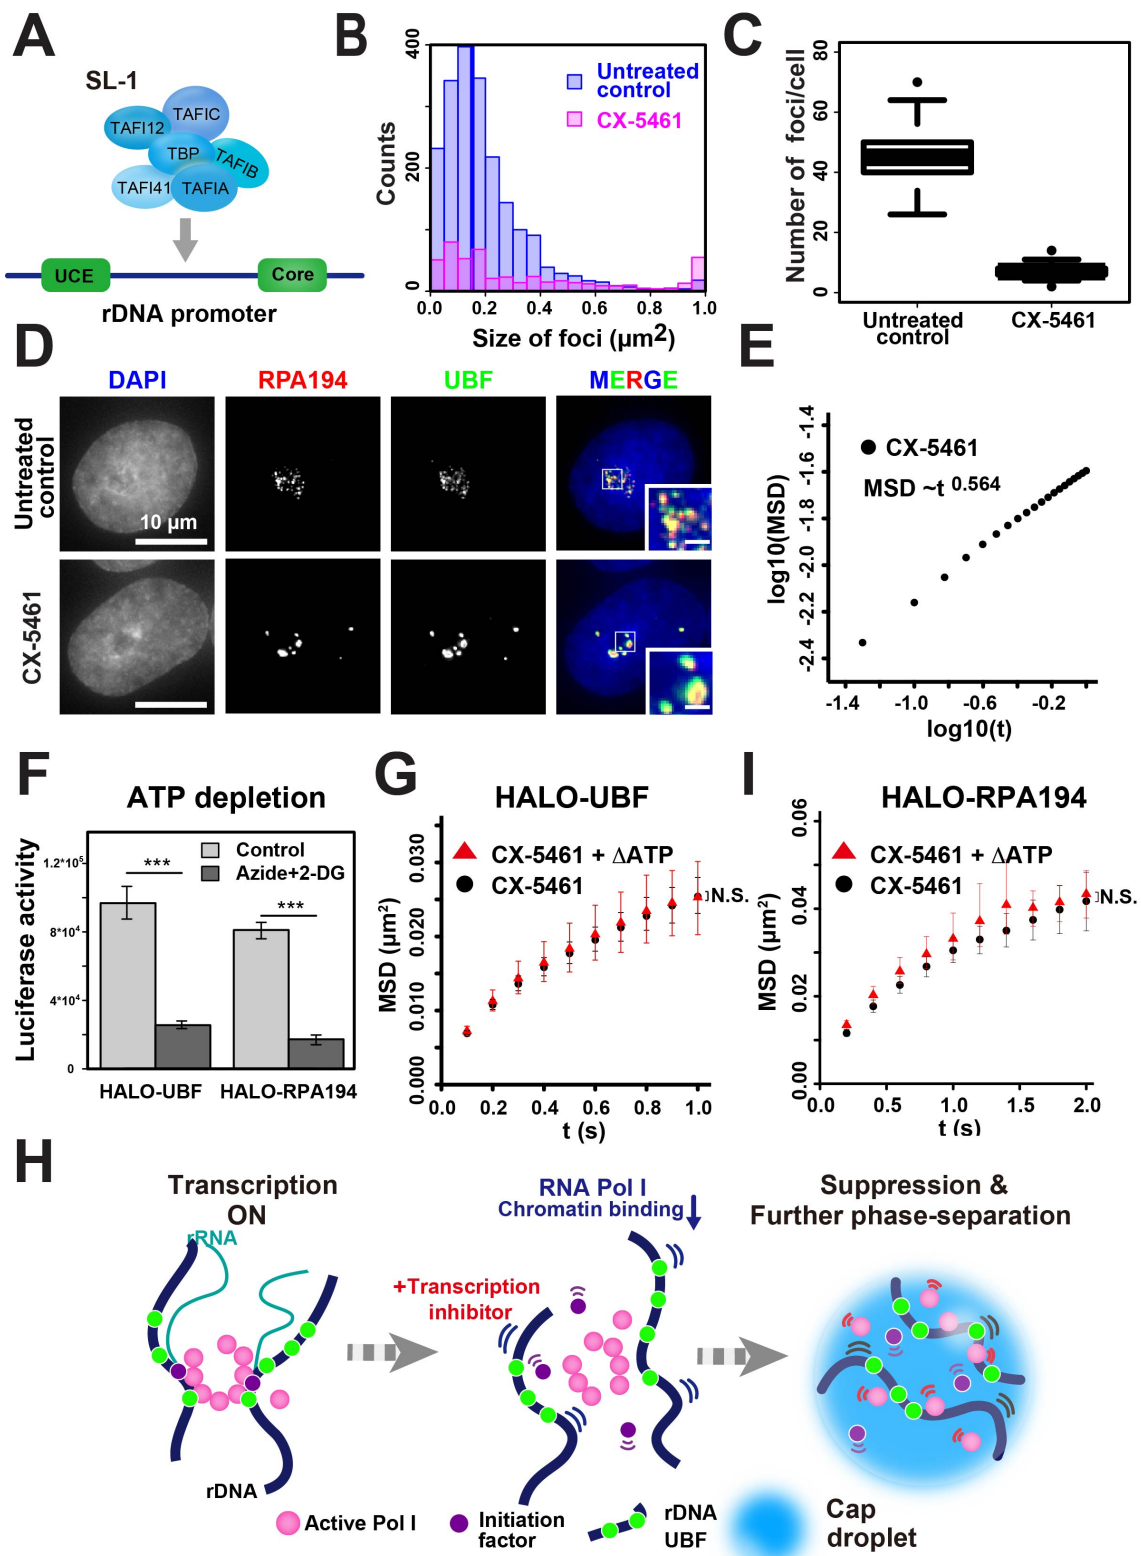 A
SL-1
TAFIC
TAFI12
TBP
TAFIB
TAFI41
TAFIA
UCE
Core
rDNA promoter
B
Counts
400
200
0
Untreated
control
CX-5461
0.0 0.2 0.4 0.6 0.8 1.0
Size of foci (µm2)
C
Number of foci/cell
80
60
40
20
0
Untreated
control
CX-5461
D
DAPI
RPA194
UBF
MERGE
Untreated
control
10 µm
CX-5461
E
log10(MSD)
-1.4
-1.6
-1.8
-2.0
-2.2
-2.4
CX-5461
MSD ~t 0.564
-1.4 -1.0 -0.6 -0.2
log10(t)
F
ATP depletion
Luciferase activity
1.2*10⁵
8*10⁴
4*10⁴
0
Control
Azide+2-DG
***
***
HALO-UBF
HALO-RPA194
G
HALO-UBF
MSD (µm²)
0.030
0.020
0.010
0.000
CX-5461 + ΔATP
CX-5461
N.S.
0.0 0.2 0.4 0.6 0.8 1.0
t (s)
I
HALO-RPA194
MSD (µm²)
0.06
0.04
0.02
0.00
CX-5461 + ΔATP
CX-5461
N.S.
0.0 0.5 1.0 1.5 2.0
t (s)
H
Transcription
ON
rRNA
rDNA
+Transcription
inhibitor
RNA Pol I
Chromatin binding
Suppression &
Further phase-separation
Active Pol I
Initiation
factor
rDNA
UBF
Cap
droplet